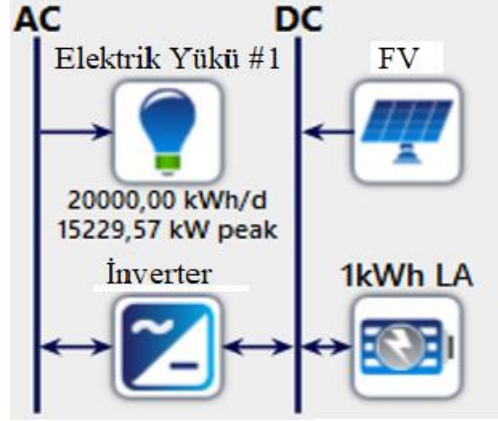 AC
DC
Elektrik Yükü #1
FV
20000,00 kWh/d
15229,57 kW peak
İnverter
1kWh LA